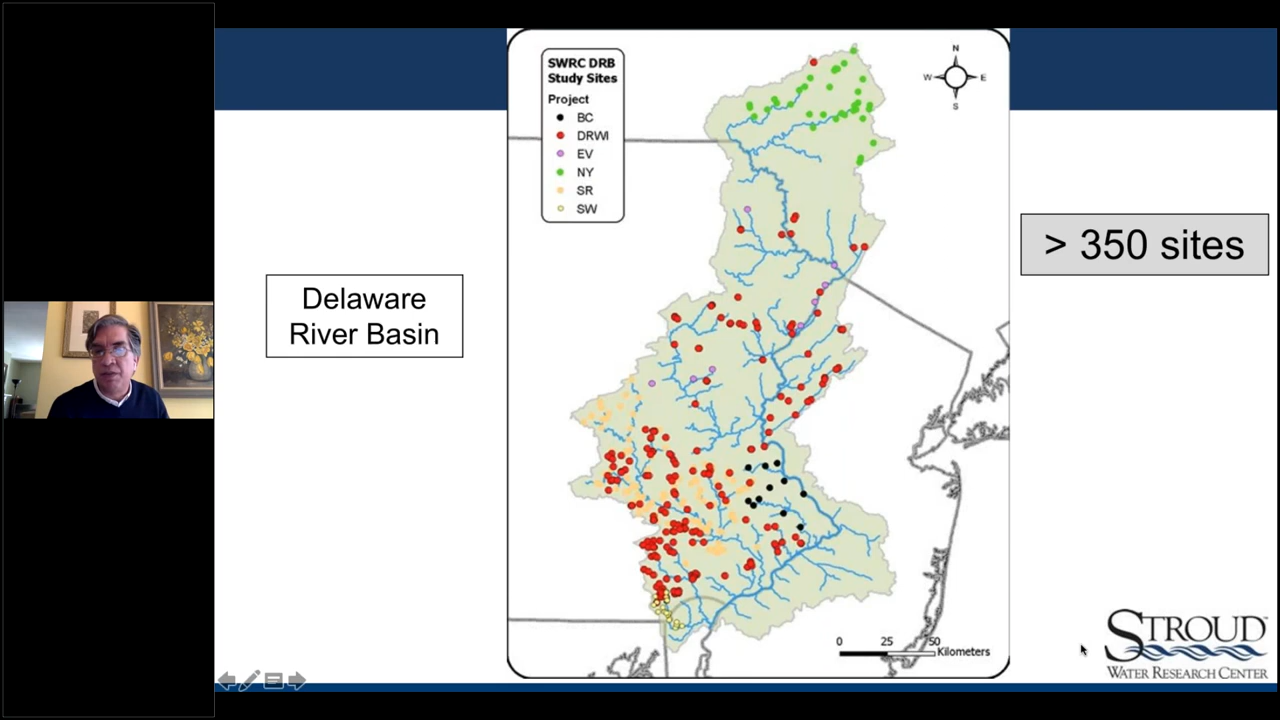 SWRC DRB
Study Sites
Project
BC
DRWI
EV
NY
SR
SW
N
W
E
S
Delaware
River Basin
> 350 sites
0 25 50
Kilometers
STROUD
WATER RESEARCH CENTER